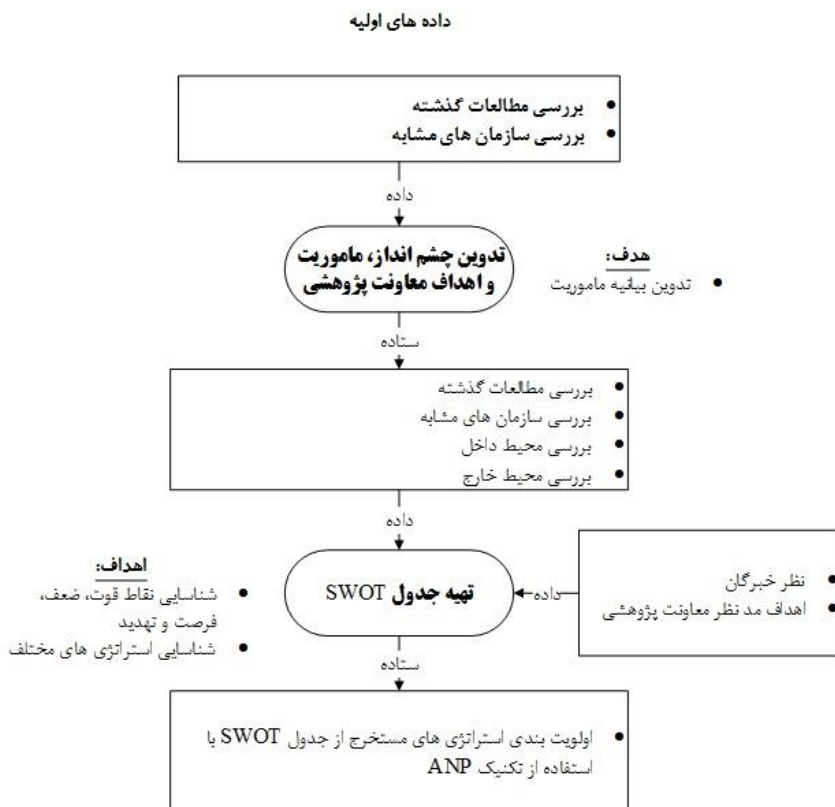 داده های اولیه
• بررسی مطالعات گذشته
• بررسی سازمان های مشابه
داده
تدوین چشم انداز، ماموریت
و اهداف معاونت پژوهشی
هدف:
• تدوین بیانیه ماموریت
ستاده
• بررسی مطالعات گذشته
• بررسی سازمان های مشابه
• بررسی محیط داخل
• بررسی محیط خارج
داده
• نظر خبرگان
• اهداف مد نظر معاونت پژوهشی
داده
تهیه جدول SWOT
اهداف:
• شناسایی نقاط قوت، ضعف،
فرصت و تهدید
• شناسایی استراتژی های مختلف
ستاده
• اولویت بندی استراتژی های مستخرج از جدول SWOT با
استفاده از تکنیک ANP